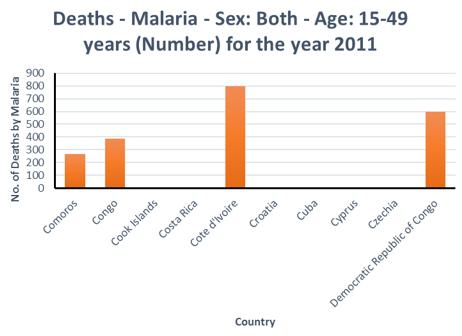 Deaths - Malaria - Sex: Both - Age: 15-49
years (Number) for the year 2011
No. of Deaths by Malaria
900
800
700
600
500
400
300
200
100
0
Comoros
Congo
Cook Islands
Costa Rica
Cote d'Ivoire
Croatia
Cuba
Cyprus
Czechia
Democratic Republic of Congo
Country